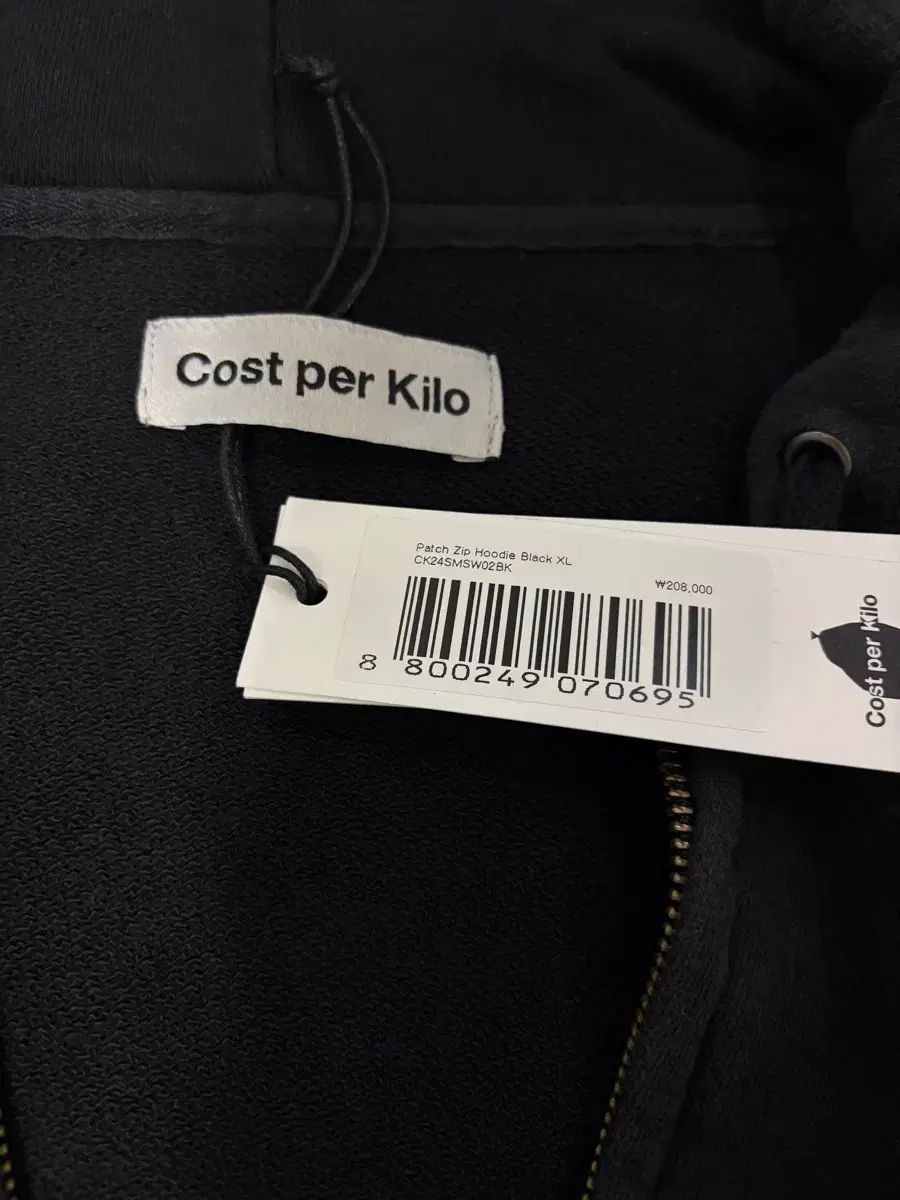 Cost per Kilo
Patch Zip Hoodie Black XL
CK24SMSW02BK
₩208,000
8 800249 070695
Cost per Kilo